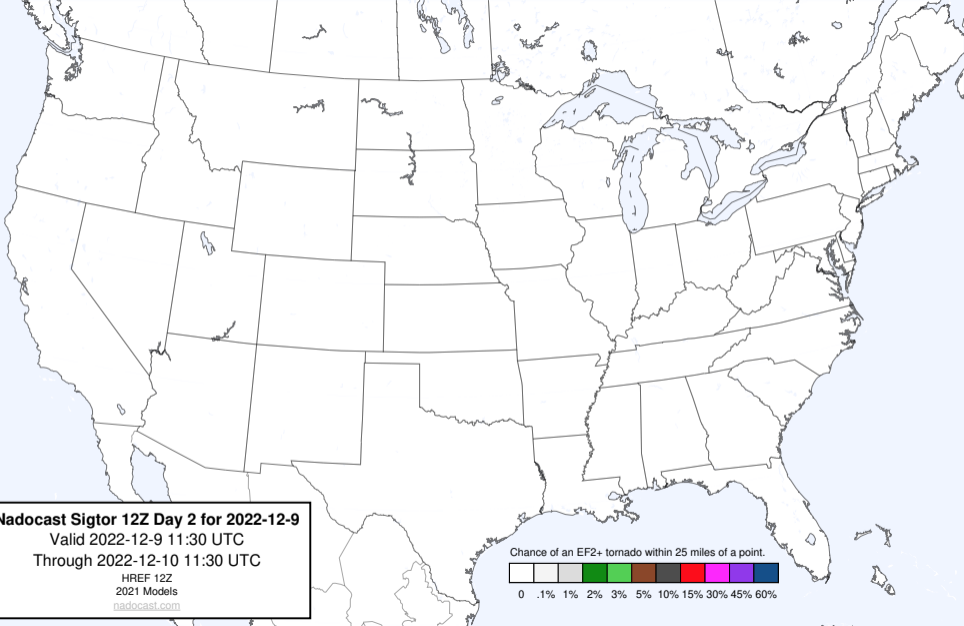 Nadocast Sigtor 12Z Day 2 for 2022-12-9
Valid 2022-12-9 11:30 UTC
Through 2022-12-10 11:30 UTC
HREF 12Z
2021 Models
nadocast.com
Chance of an EF2+ tornado within 25 miles of a point.
0 .1% 1% 2% 3% 5% 10% 15% 30% 45% 60%